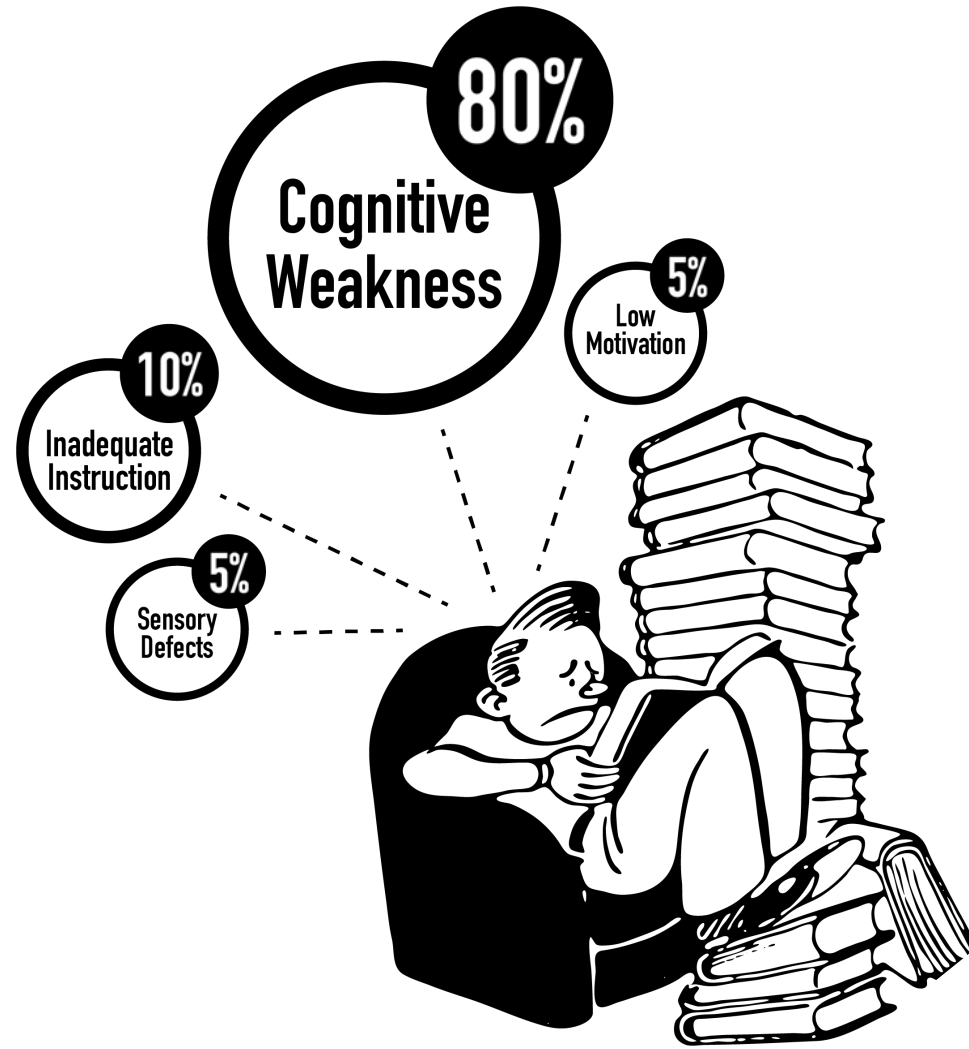 80%
Cognitive
Weakness
5%
Low
Motivation
10%
Inadequate
Instruction
5%
Sensory
Defects